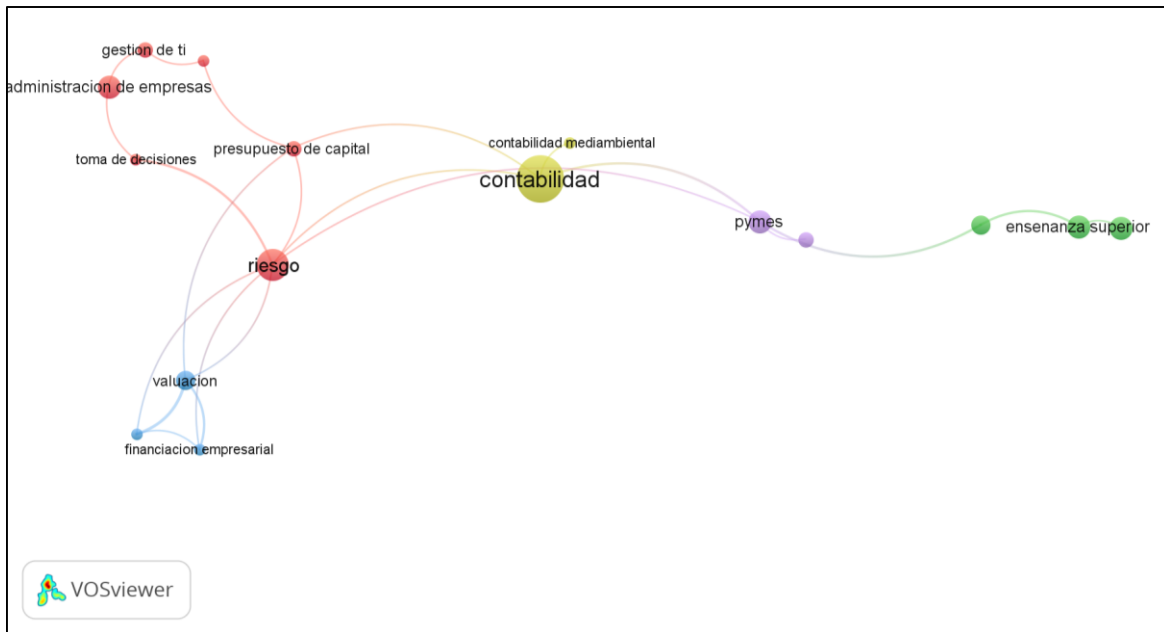 gestion de ti
administracion de empresas
toma de decisiones
presupuesto de capital
contabilidad mediambiental
contabilidad
pymes
ensenanza superior
riesgo
valuacion
financiacion empresarial
VOSviewer